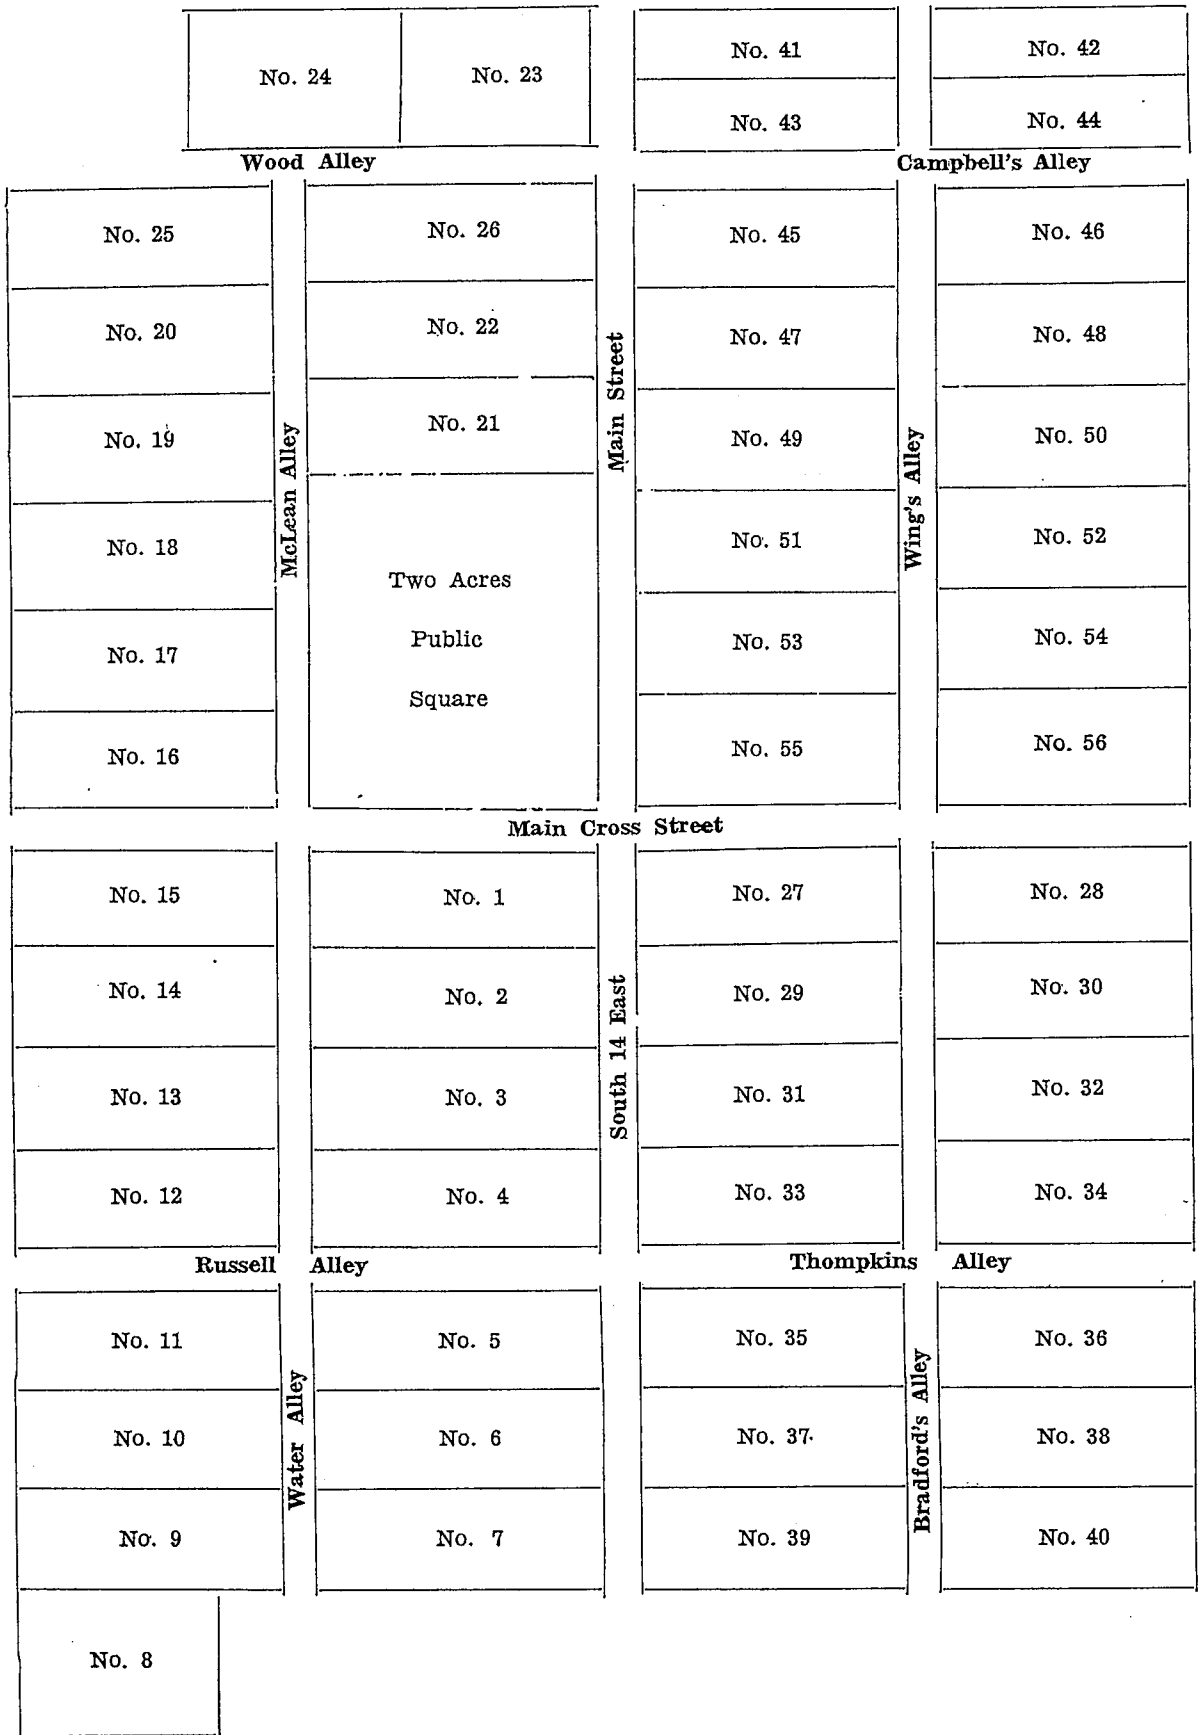 No. 24
No. 23
No. 41
No. 42
No. 43
No. 44
Wood Alley
Campbell's Alley
No. 25
No. 26
No. 45
No. 46
No. 20
No. 22
No. 47
No. 48
No. 19
No. 21
No. 49
No. 50
McLean Alley
Main Street
Wing's Alley
No. 18
Two Acres
Public
Square
No. 51
No. 52
No. 17
No. 53
No. 54
No. 16
No. 55
No. 56
Main Cross Street
No. 15
No. 1
No. 27
No. 28
No. 14
No. 2
No. 29
No. 30
South 14 East
No. 13
No. 3
No. 31
No. 32
No. 12
No. 4
No. 33
No. 34
Russell Alley
Thompkins Alley
No. 11
No. 5
No. 35
No. 36
Water Alley
Bradford's Alley
No. 10
No. 6
No. 37
No. 38
No. 9
No. 7
No. 39
No. 40
No. 8